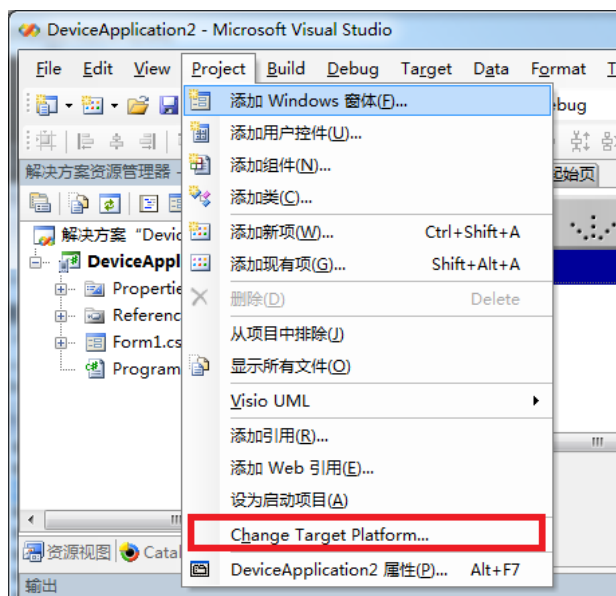 DeviceApplication2 - Microsoft Visual Studio
File Edit View Project Build Debug Target Data Format
添加 Windows 窗体(F)...
添加用户控件(U)...
解决方案资源管理器 -
添加组件(N)...
起始页
添加类(C)...
解决方案 "Devic
添加新项(W)... Ctrl+Shift+A
DeviceAppl
添加现有项(G)... Shift+Alt+A
Propertie
删除(D) Delete
Referenc
从项目中排除(J)
Form1.cs
显示所有文件(O)
Program
Visio UML
添加引用(R)...
添加 Web 引用(E)...
设为启动项目(A)
Change Target Platform...
资源视图 Catal
DeviceApplication2 属性(P)... Alt+F7
输出